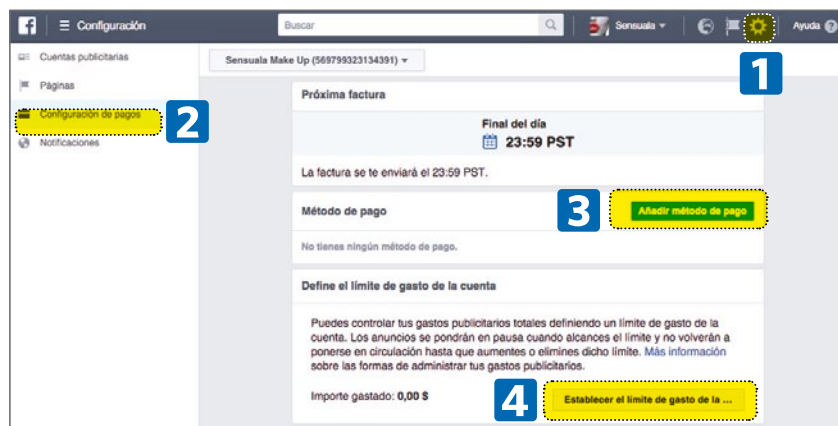 Configuración
Buscar
Sensuala
Ayuda
1
Cuentas publicitarias
Páginas
Configuración de pagos
2
Notificaciones
Sensuala Make Up (569799323134391)
Próxima factura
Final del día
23:59 PST
La factura se te enviará el 23:59 PST.
Método de pago
3
Añadir método de pago
No tienes ningún método de pago.
Define el límite de gasto de la cuenta
Puedes controlar tus gastos publicitarios totales definiendo un límite de gasto de la
cuenta. Los anuncios se pondrán en pausa cuando alcances el límite y no volverán a
ponerse en circulación hasta que aumentes o elimines dicho límite. Más información
sobre las formas de administrar tus gastos publicitarios.
Importe gastado: 0,00 $
4
Establecer el límite de gasto de la ...